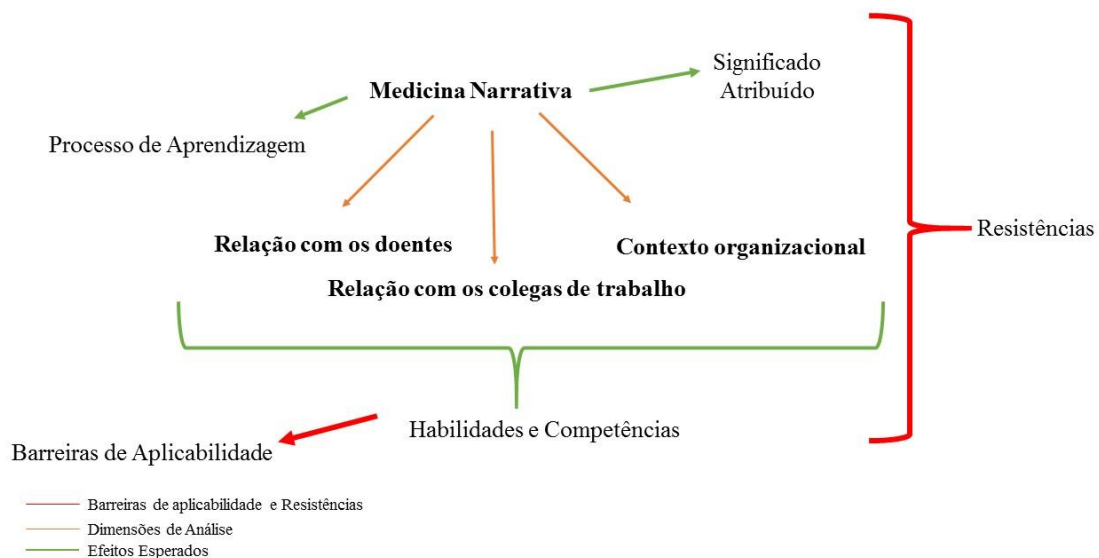 Significado
Atribuído
Medicina Narrativa
Processo de Aprendizagem
Relação com os doentes
Contexto organizacional
Resistências
Relação com os colegas de trabalho
Habilidades e Competências
Barreiras de Aplicabilidade
Barreiras de aplicabilidade e Resistências
Dimensões de Análise
Efeitos Esperados